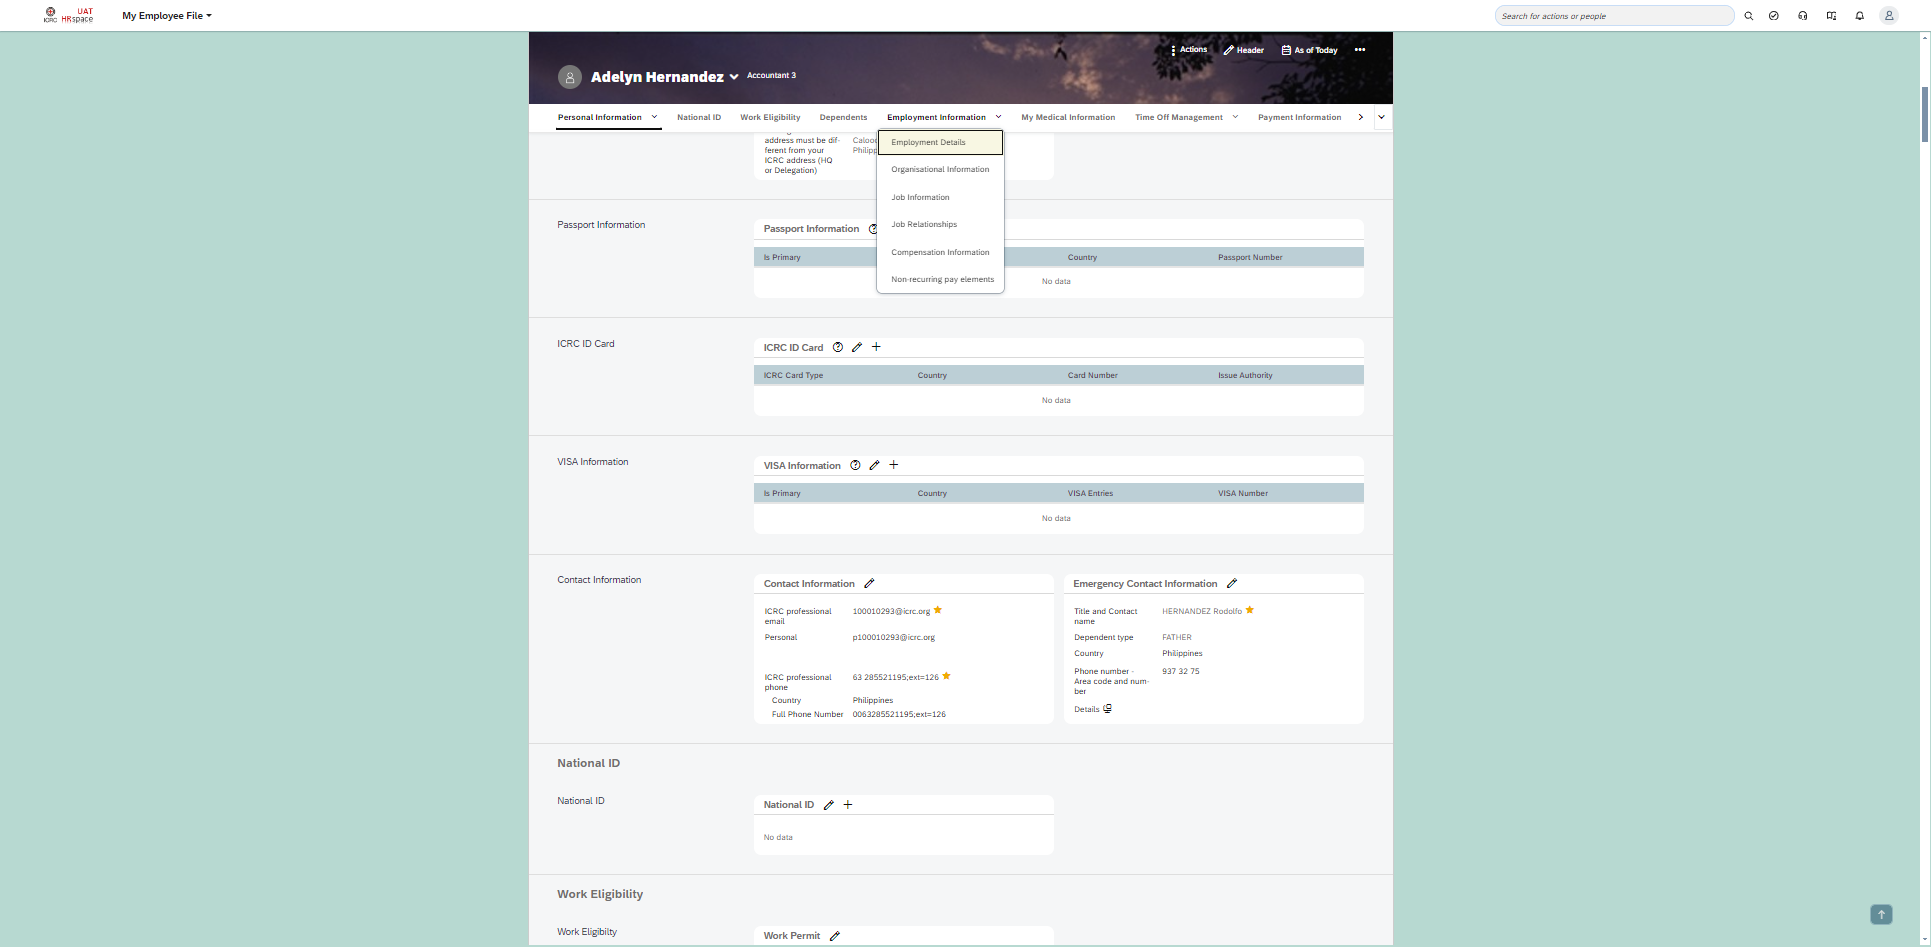 ICRC
UAT
HRspace
My Employee File
Search for actions or people
Actions
Header
As of Today
Adelyn Hernandez
Accountant 3
Personal Information
National ID
Work Eligibility
Dependents
Employment Information
My Medical Information
Time Off Management
Payment Information
Employment Details
Organisational Information
Job Information
Job Relationships
Compensation Information
Non-recurring pay elements
address must be dif-
ferent from your
ICRC address (HQ
or Delegation)
Passport Information
Passport Information
Is Primary
Country
Passport Number
No data
ICRC ID Card
ICRC ID Card
ICRC Card Type
Country
Card Number
Issue Authority
No data
VISA Information
VISA Information
Is Primary
Country
VISA Entries
VISA Number
No data
Contact Information
Contact Information
ICRC professional
email
100010293@icrc.org
Personal
p100010293@icrc.org
ICRC professional
phone
63 285521195;ext=126
Country
Philippines
Full Phone Number
0063285521195;ext=126
Emergency Contact Information
Title and Contact
name
HERNANDEZ Rodolfo
Dependent type
FATHER
Country
Philippines
Phone number -
Area code and num-
ber
937 32 75
Details
National ID
National ID
National ID
No data
Work Eligibility
Work Eligibilty
Work Permit